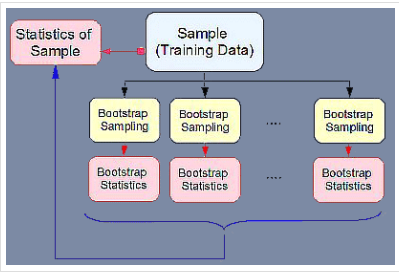 Statistics of
Sample
Sample
(Training Data)
Bootstrap
Sampling
Bootstrap
Sampling
....
Bootstrap
Sampling
Bootstrap
Statistics
Bootstrap
Statistics
....
Bootstrap
Statistics